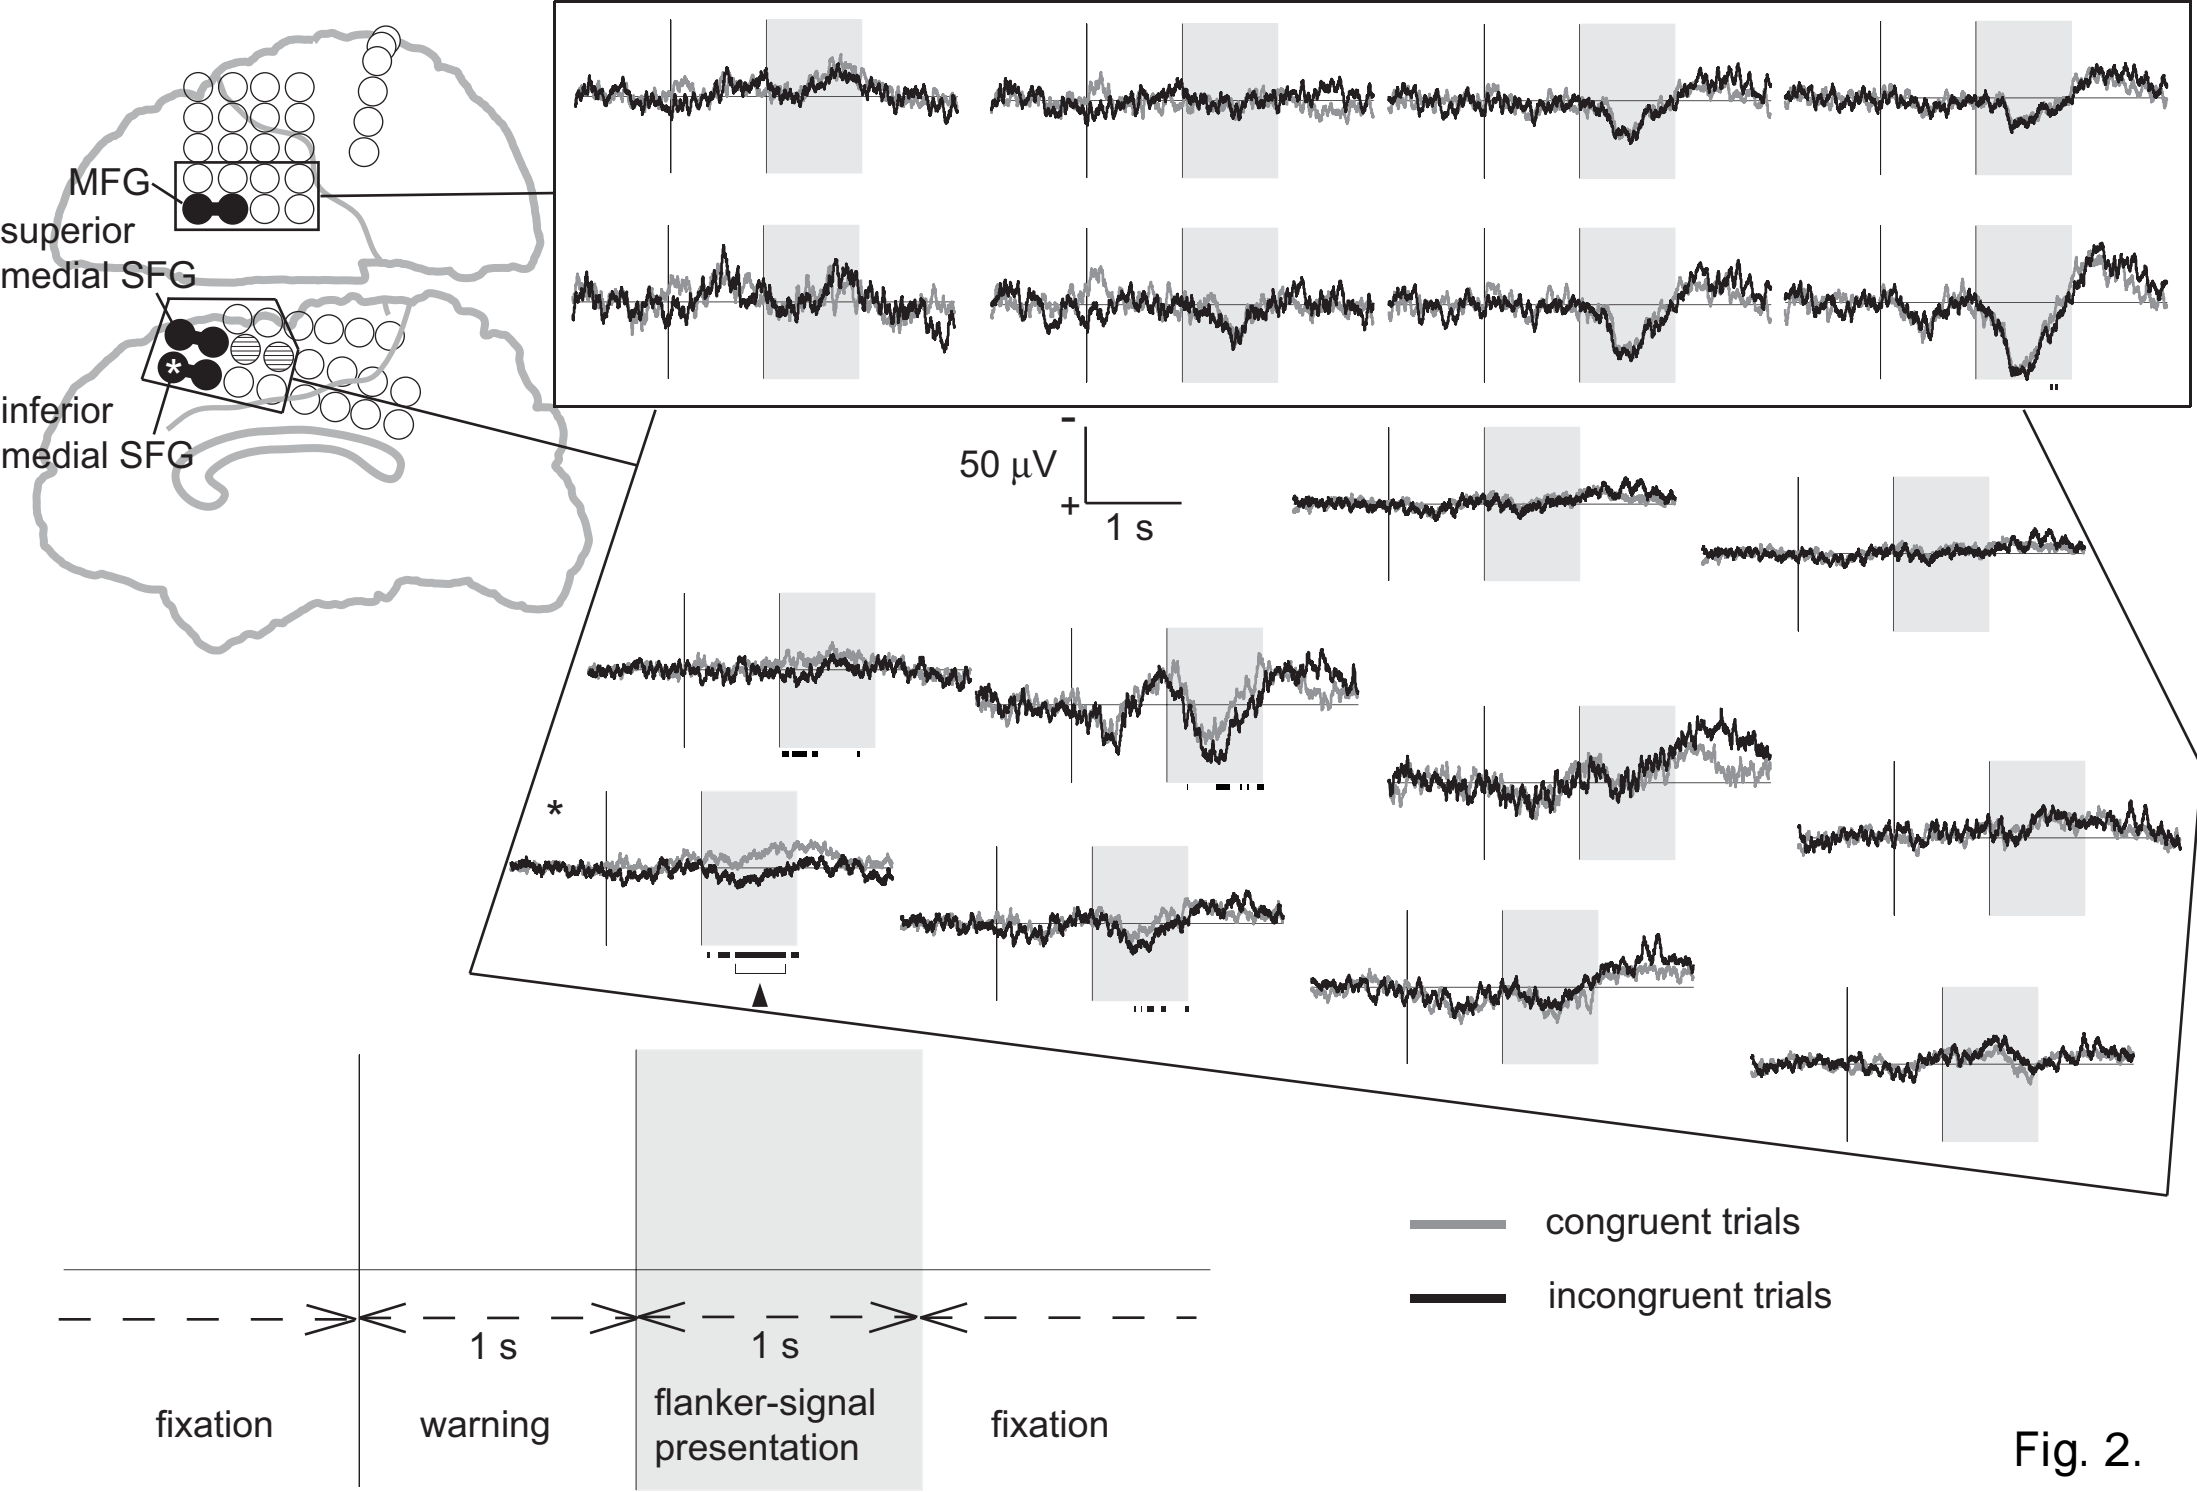 MFG
superior
medial SFG
*
inferior
medial SFG
-
50 μV
+
1 s
*
1 s
1 s
fixation
warning
flanker-signal
presentation
fixation
congruent trials
incongruent trials
Fig. 2.